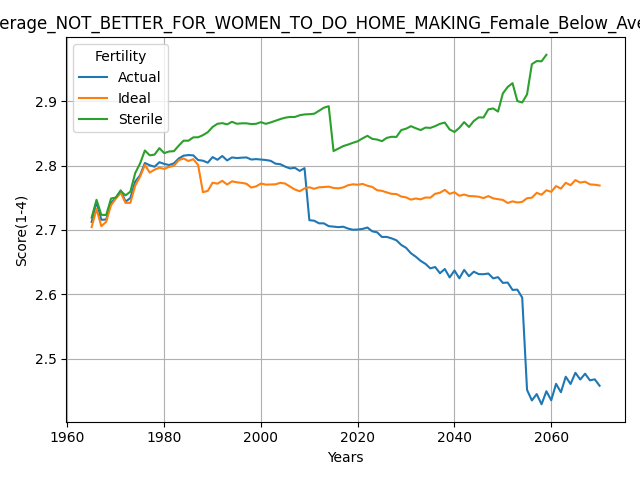 erage_NOT_BETTER_FOR_WOMEN_TO_DO_HOME_MAKING_Female_Below_Ave
Fertility
Actual
Ideal
Sterile
2.9
2.8
2.7
2.6
2.5
Score(1-4)
1960 1980 2000 2020 2040 2060
Years